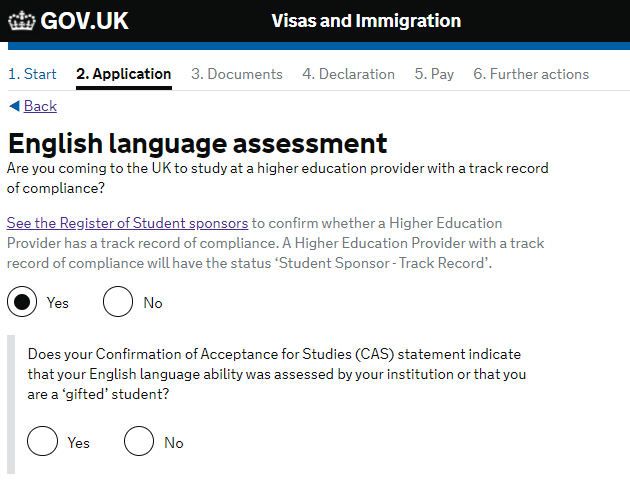 GOV.UK Visas and Immigration
1. Start 2. Application 3. Documents 4. Declaration 5. Pay 6. Further actions
Back
English language assessment
Are you coming to the UK to study at a higher education provider with a track record
of compliance?
See the Register of Student sponsors to confirm whether a Higher Education
Provider has a track record of compliance. A Higher Education Provider with a track
record of compliance will have the status ‘Student Sponsor - Track Record’.
Yes No
Does your Confirmation of Acceptance for Studies (CAS) statement indicate
that your English language ability was assessed by your institution or that you
are a ‘gifted’ student?
Yes No